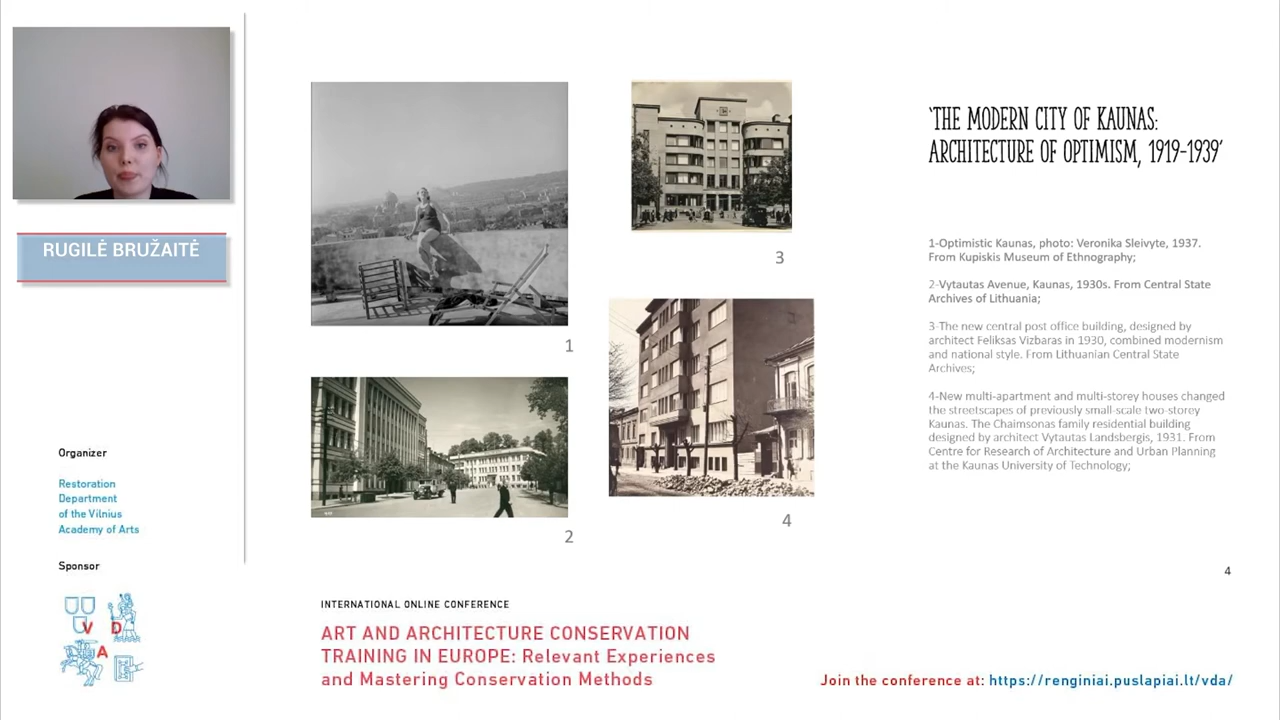 RUGILĖ BRUŽAITĖ
Organizer
Restoration
Department
of the Vilnius
Academy of Arts
Sponsor
V D
A
1
2
3
4
'THE MODERN CITY OF KAUNAS:
ARCHITECTURE OF OPTIMISM, 1919-1939'
1-Optimistic Kaunas, photo: Veronika Sleivyte, 1937.
From Kupiskis Museum of Ethnography;
2-Vytautas Avenue, Kaunas, 1930s. From Central State
Archives of Lithuania;
3-The new central post office building, designed by
architect Feliksas Vizbaras in 1930, combined modernism
and national style. From Lithuanian Central State
Archives;
4-New multi-apartment and multi-storey houses changed
the streetscapes of previously small-scale two-storey
Kaunas. The Chaimsonas family residential building
designed by architect Vytautas Landsbergis, 1931. From
Centre for Research of Architecture and Urban Planning
at the Kaunas University of Technology;
4
INTERNATIONAL ONLINE CONFERENCE
ART AND ARCHITECTURE CONSERVATION
TRAINING IN EUROPE: Relevant Experiences
and Mastering Conservation Methods
Join the conference at: https://renginiai.puslapiai.lt/vda/